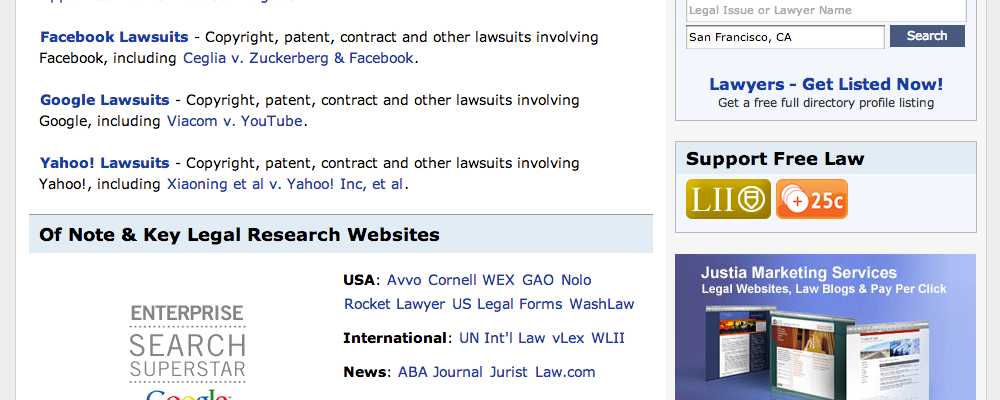 Facebook Lawsuits - Copyright, patent, contract and other lawsuits involving
Facebook, including Ceglia v. Zuckerberg & Facebook.
Google Lawsuits - Copyright, patent, contract and other lawsuits involving
Google, including Viacom v. YouTube.
Yahoo! Lawsuits - Copyright, patent, contract and other lawsuits involving
Yahoo!, including Xiaoning et al v. Yahoo! Inc, et al.
Of Note & Key Legal Research Websites
ENTERPRISE
SEARCH
SUPERSTAR
Google
USA: Avvo Cornell WEX GAO Nolo
Rocket Lawyer US Legal Forms WashLaw
International: UN Int'l Law vLex WLII
News: ABA Journal Jurist Law.com
Legal Issue or Lawyer Name
San Francisco, CA
Search
Lawyers - Get Listed Now!
Get a free full directory profile listing
Support Free Law
LII
+ 25c
Justia Marketing Services
Legal Websites, Law Blogs & Pay Per Click